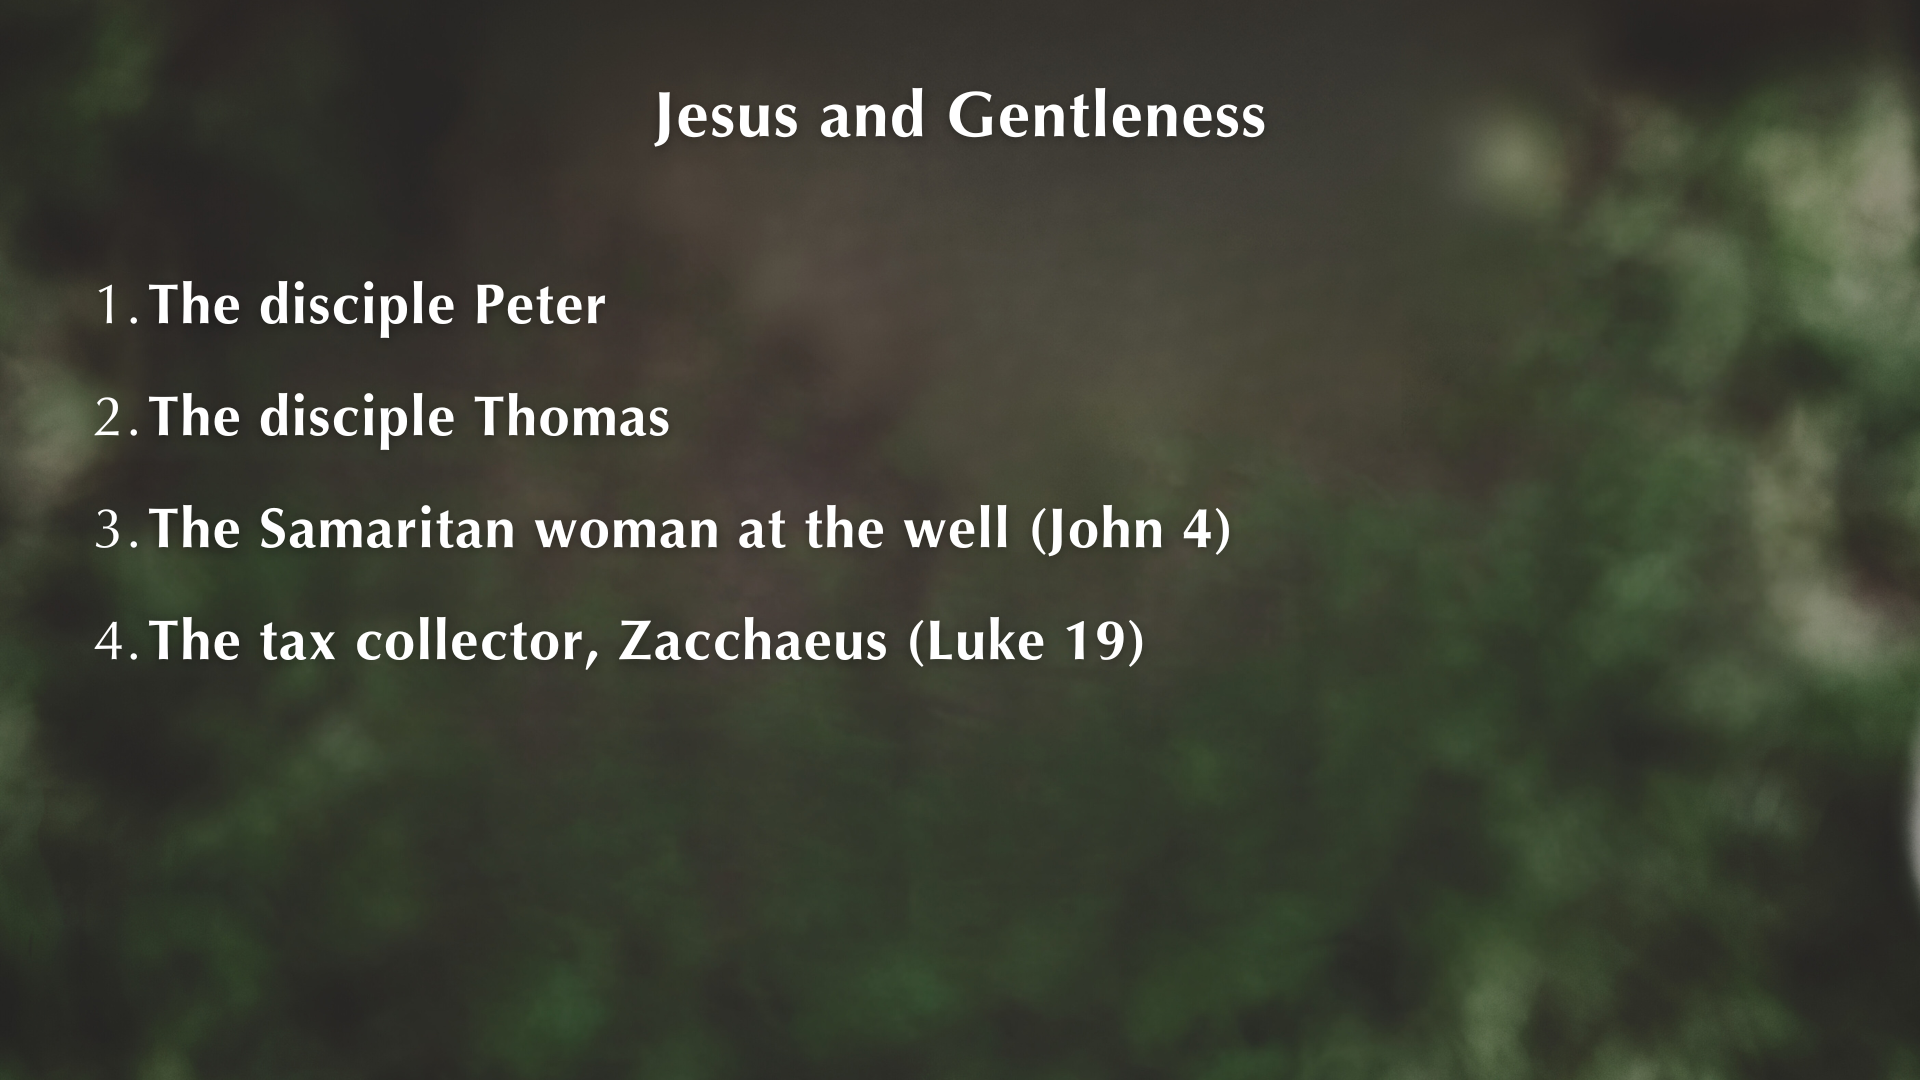 Jesus and Gentleness
1. The disciple Peter
2. The disciple Thomas
3. The Samaritan woman at the well (John 4)
4. The tax collector, Zacchaeus (Luke 19)